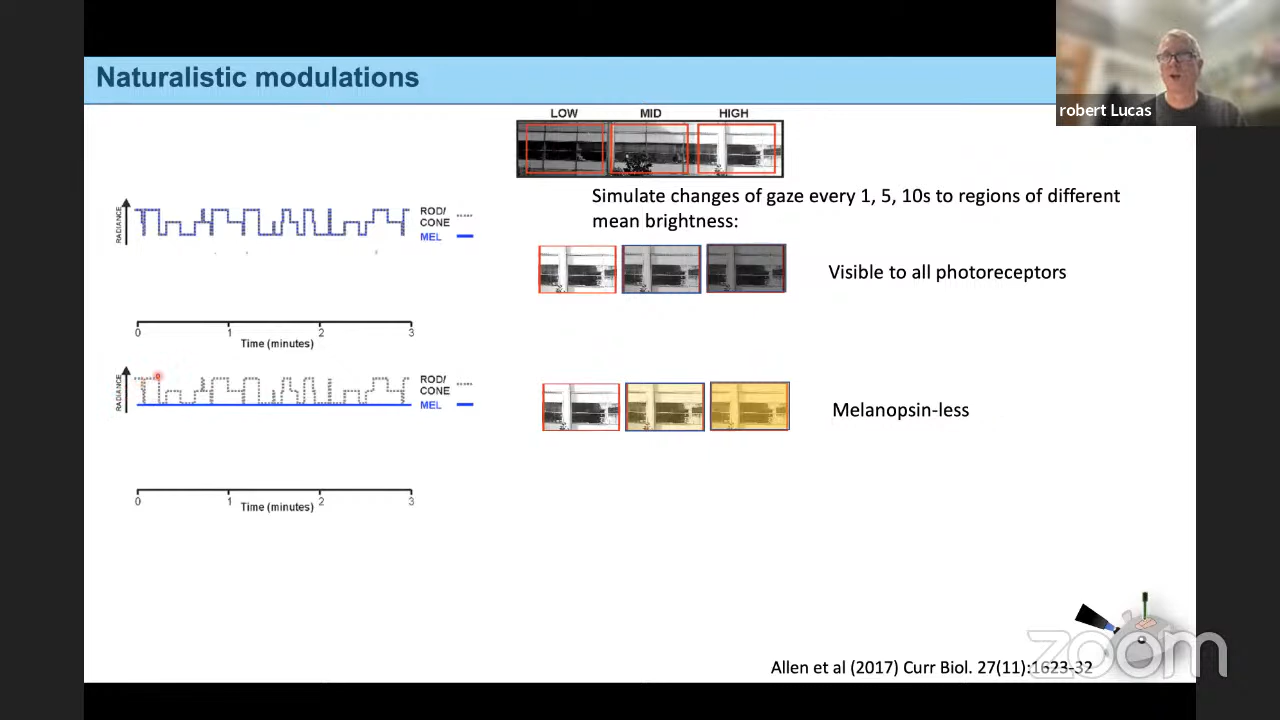 Naturalistic modulations
robert Lucas
LOW MID HIGH
Simulate changes of gaze every 1, 5, 10s to regions of different
mean brightness:
RADIANCE
ROD/
CONE
MEL
Visible to all photoreceptors
0 1 2 3
Time (minutes)
RADIANCE
ROD/
CONE
MEL
Melanopsin-less
0 1 2 3
Time (minutes)
zoom
Allen et al (2017) Curr Biol. 27(11):1623-32